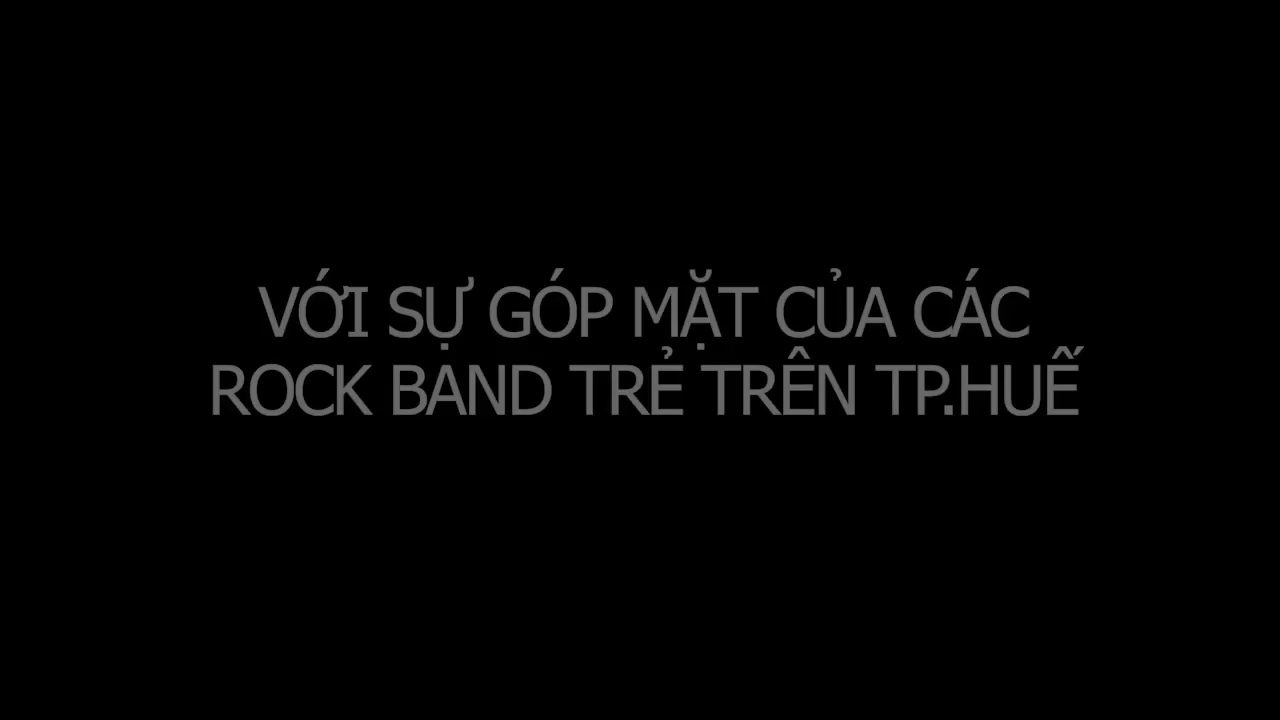 VỚI SỰ GÓP MẶT CỦA CÁC
ROCK BAND TRẺ TRÊN TP.HUẾ